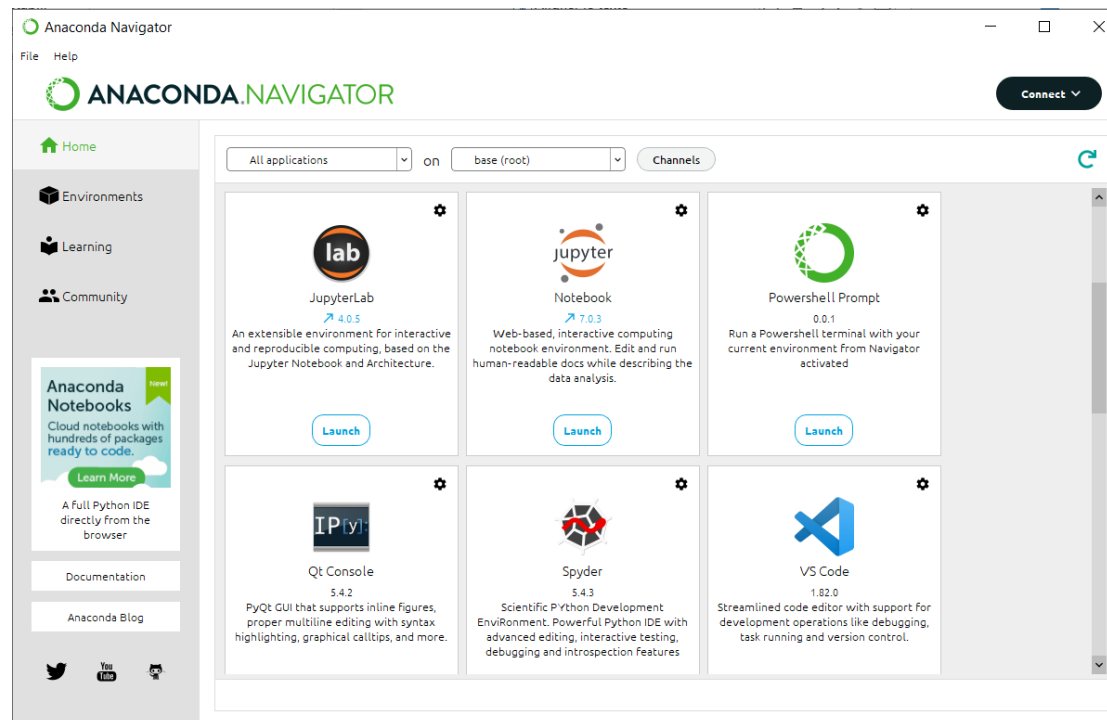 Anaconda Navigator
File Help
ANACONDA.NAVIGATOR
Connect
Home
Environments
Learning
Community
Anaconda
Notebooks
New!
Cloud notebooks with
hundreds of packages
ready to code.
Learn More
A full Python IDE
directly from the
browser
Documentation
Anaconda Blog
You
Tube
All applications on base (root) Channels
lab
JupyterLab
4.0.5
An extensible environment for interactive
and reproducible computing, based on the
Jupyter Notebook and Architecture.
Launch
jupyter
Notebook
7.0.3
Web-based, interactive computing
notebook environment. Edit and run
human-readable docs while describing the
data analysis.
Launch
Powershell Prompt
0.0.1
Run a Powershell terminal with your
current environment from Navigator
activated
Launch
IP[y]:
Qt Console
5.4.2
PyQt GUI that supports inline figures,
proper multiline editing with syntax
highlighting, graphical calltips, and more.
Spyder
5.4.3
Scientific PYthon Development
EnviRonment. Powerful Python IDE with
advanced editing, interactive testing,
debugging and introspection features
VS Code
1.82.0
Streamlined code editor with support for
development operations like debugging,
task running and version control.